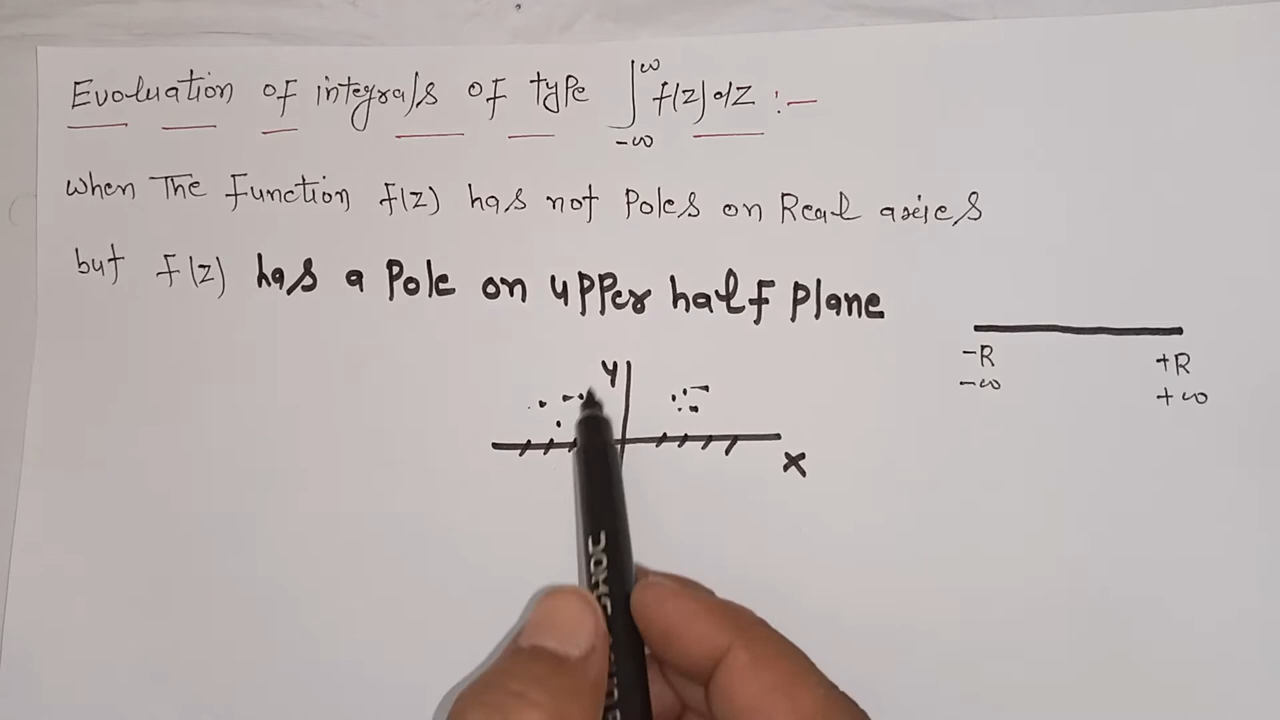 Evaluation of integrals of type ∫_{-∞}^{∞} f(z)dz :-
when The Function f(z) has not Poles on Real axies
but f(z) has a Pole on upper half plane
-R +R
-∞ +∞
y
x